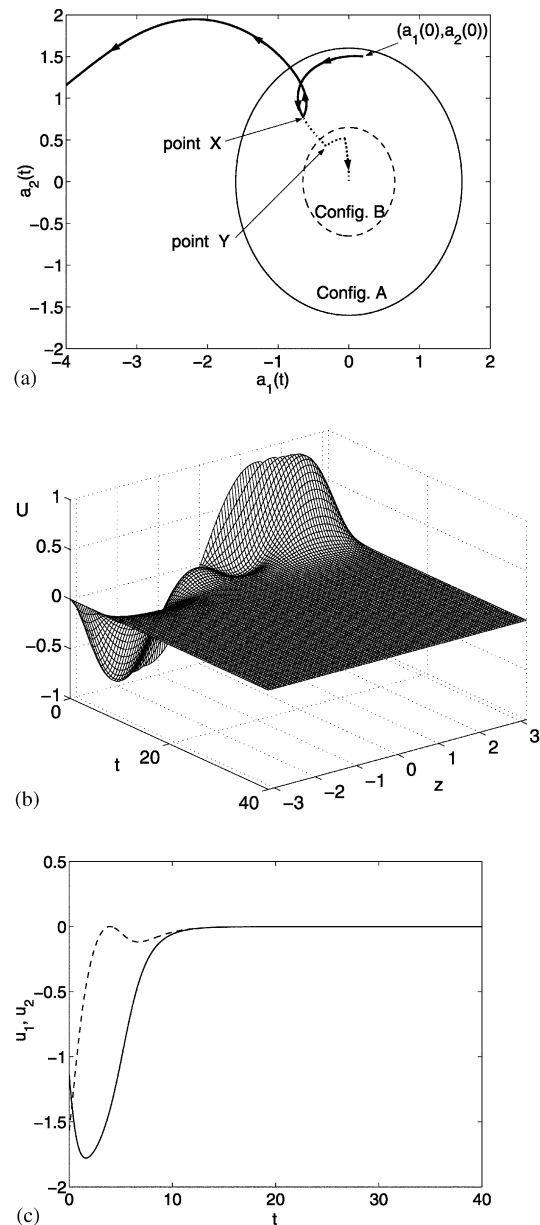 (a)
a₂(t)
2
1.5
1
0.5
0
−0.5
−1
−1.5
−2
−4
−3
−2
−1
0
1
2
a₁(t)
(a₁(0),a₂(0))
point X
point Y
Config. B
Config. A
(b)
U
1
0.5
0
−0.5
−1
0
20
40
t
−3
−2
−1
0
1
2
3
z
(c)
u₁, u₂
0.5
0
−0.5
−1
−1.5
−2
0
10
20
30
40
t